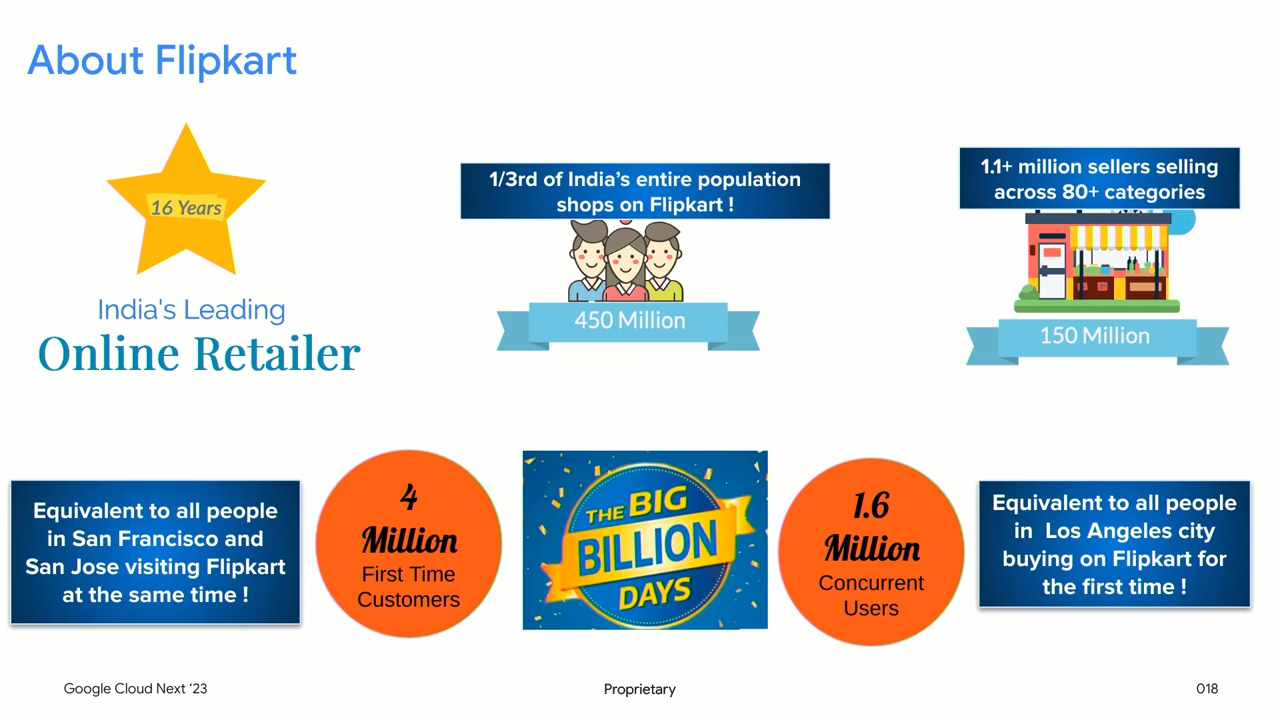 About Flipkart
16 Years
India's Leading
Online Retailer
1/3rd of India’s entire population
shops on Flipkart !
450 Million
1.1+ million sellers selling
across 80+ categories
150 Million
Equivalent to all people
in San Francisco and
San Jose visiting Flipkart
at the same time !
4
Million
First Time
Customers
THE BIG
BILLION
DAYS
1.6
Million
Concurrent
Users
Equivalent to all people
in Los Angeles city
buying on Flipkart for
the first time !
Google Cloud Next ‘23
Proprietary
018